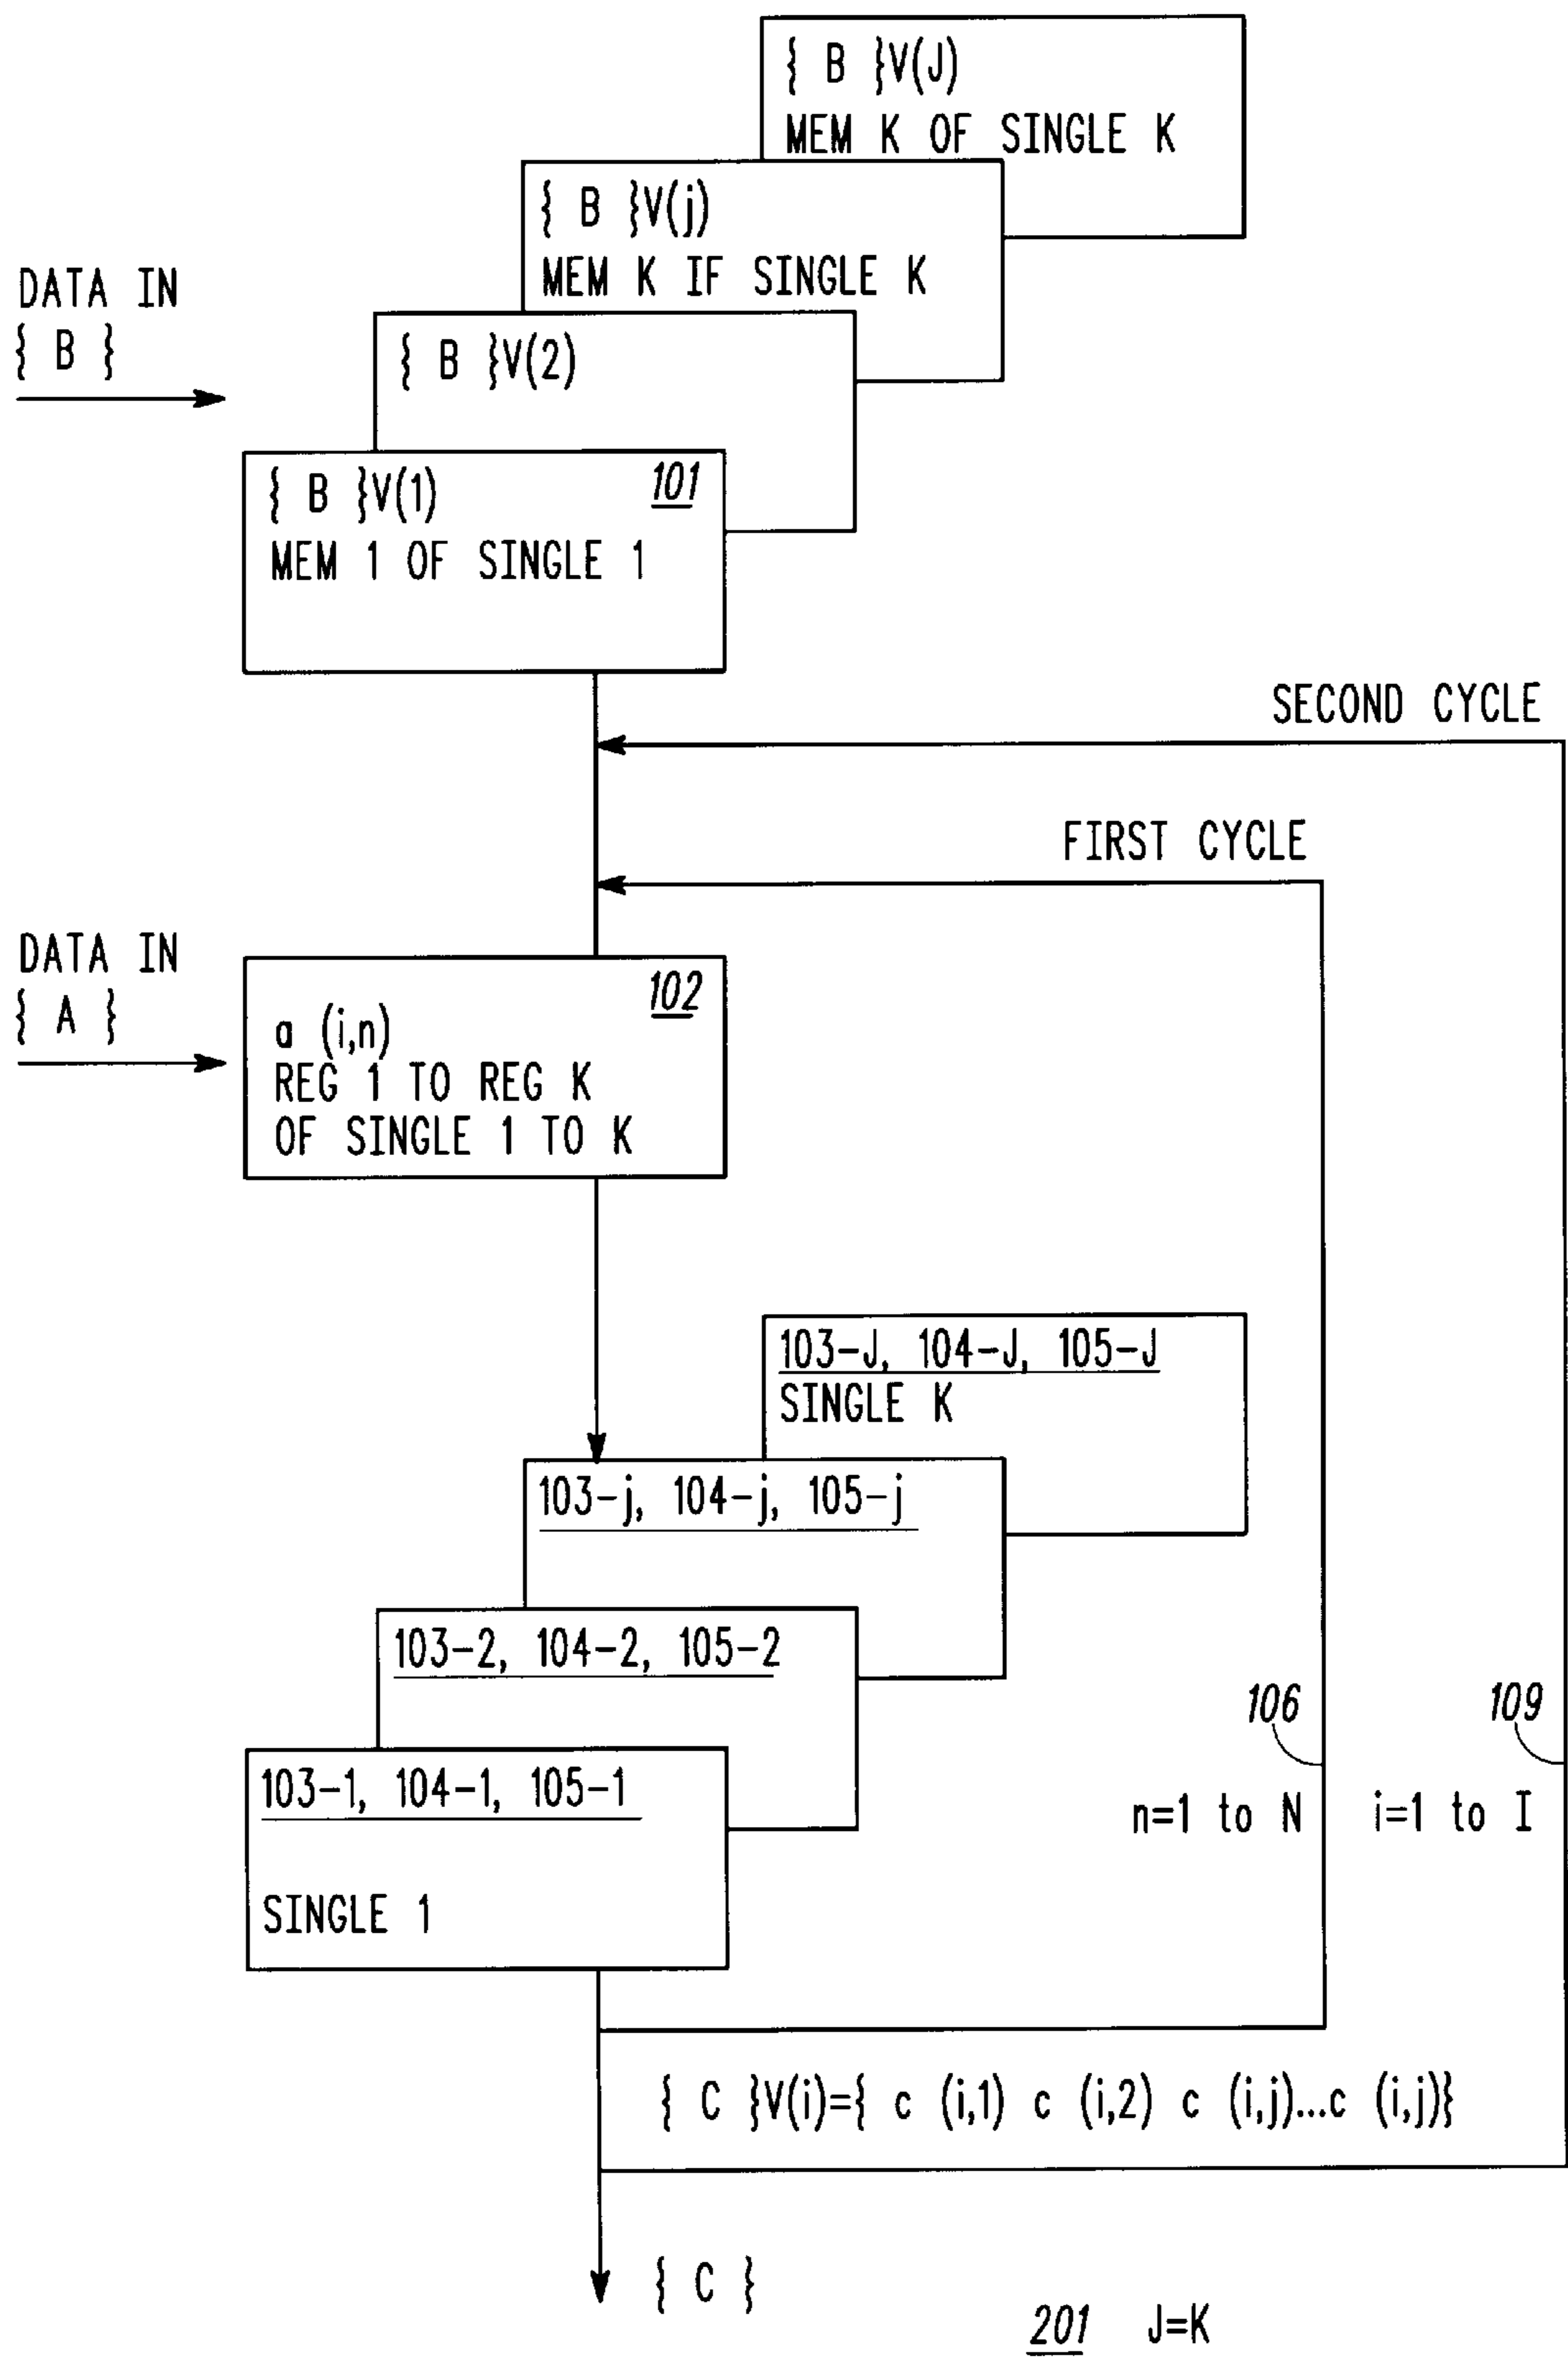 { B }V(J)
MEM K OF SINGLE K
{ B }V(j)
MEM K IF SINGLE K
DATA IN
{ B }
{ B }V(2)
{ B }V(1) 101
MEM 1 OF SINGLE 1
SECOND CYCLE
FIRST CYCLE
DATA IN
{ A }
102
a (i,n)
REG 1 TO REG K
OF SINGLE 1 TO K
103-J, 104-J, 105-J
SINGLE K
103-j, 104-j, 105-j
103-2, 104-2, 105-2
106
109
103-1, 104-1, 105-1
n=1 to N
i=1 to I
SINGLE 1
{ C }V(i)={ c (i,1) c (i,2) c (i,j)...c (i,j)}
{ C }
201 J=K